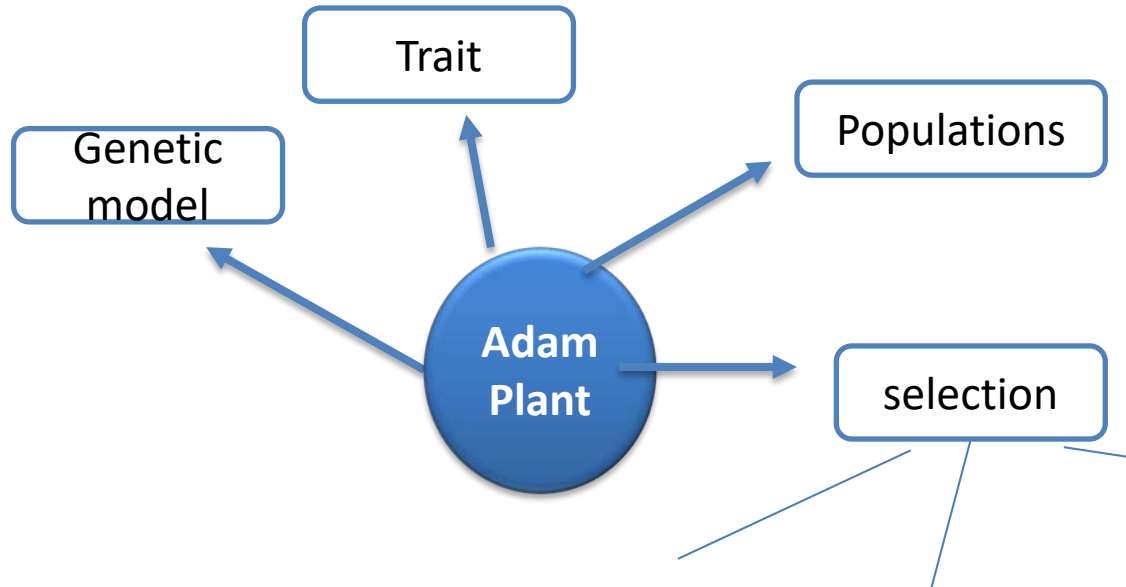 Trait
Populations
Genetic
model
Adam
Plant
selection